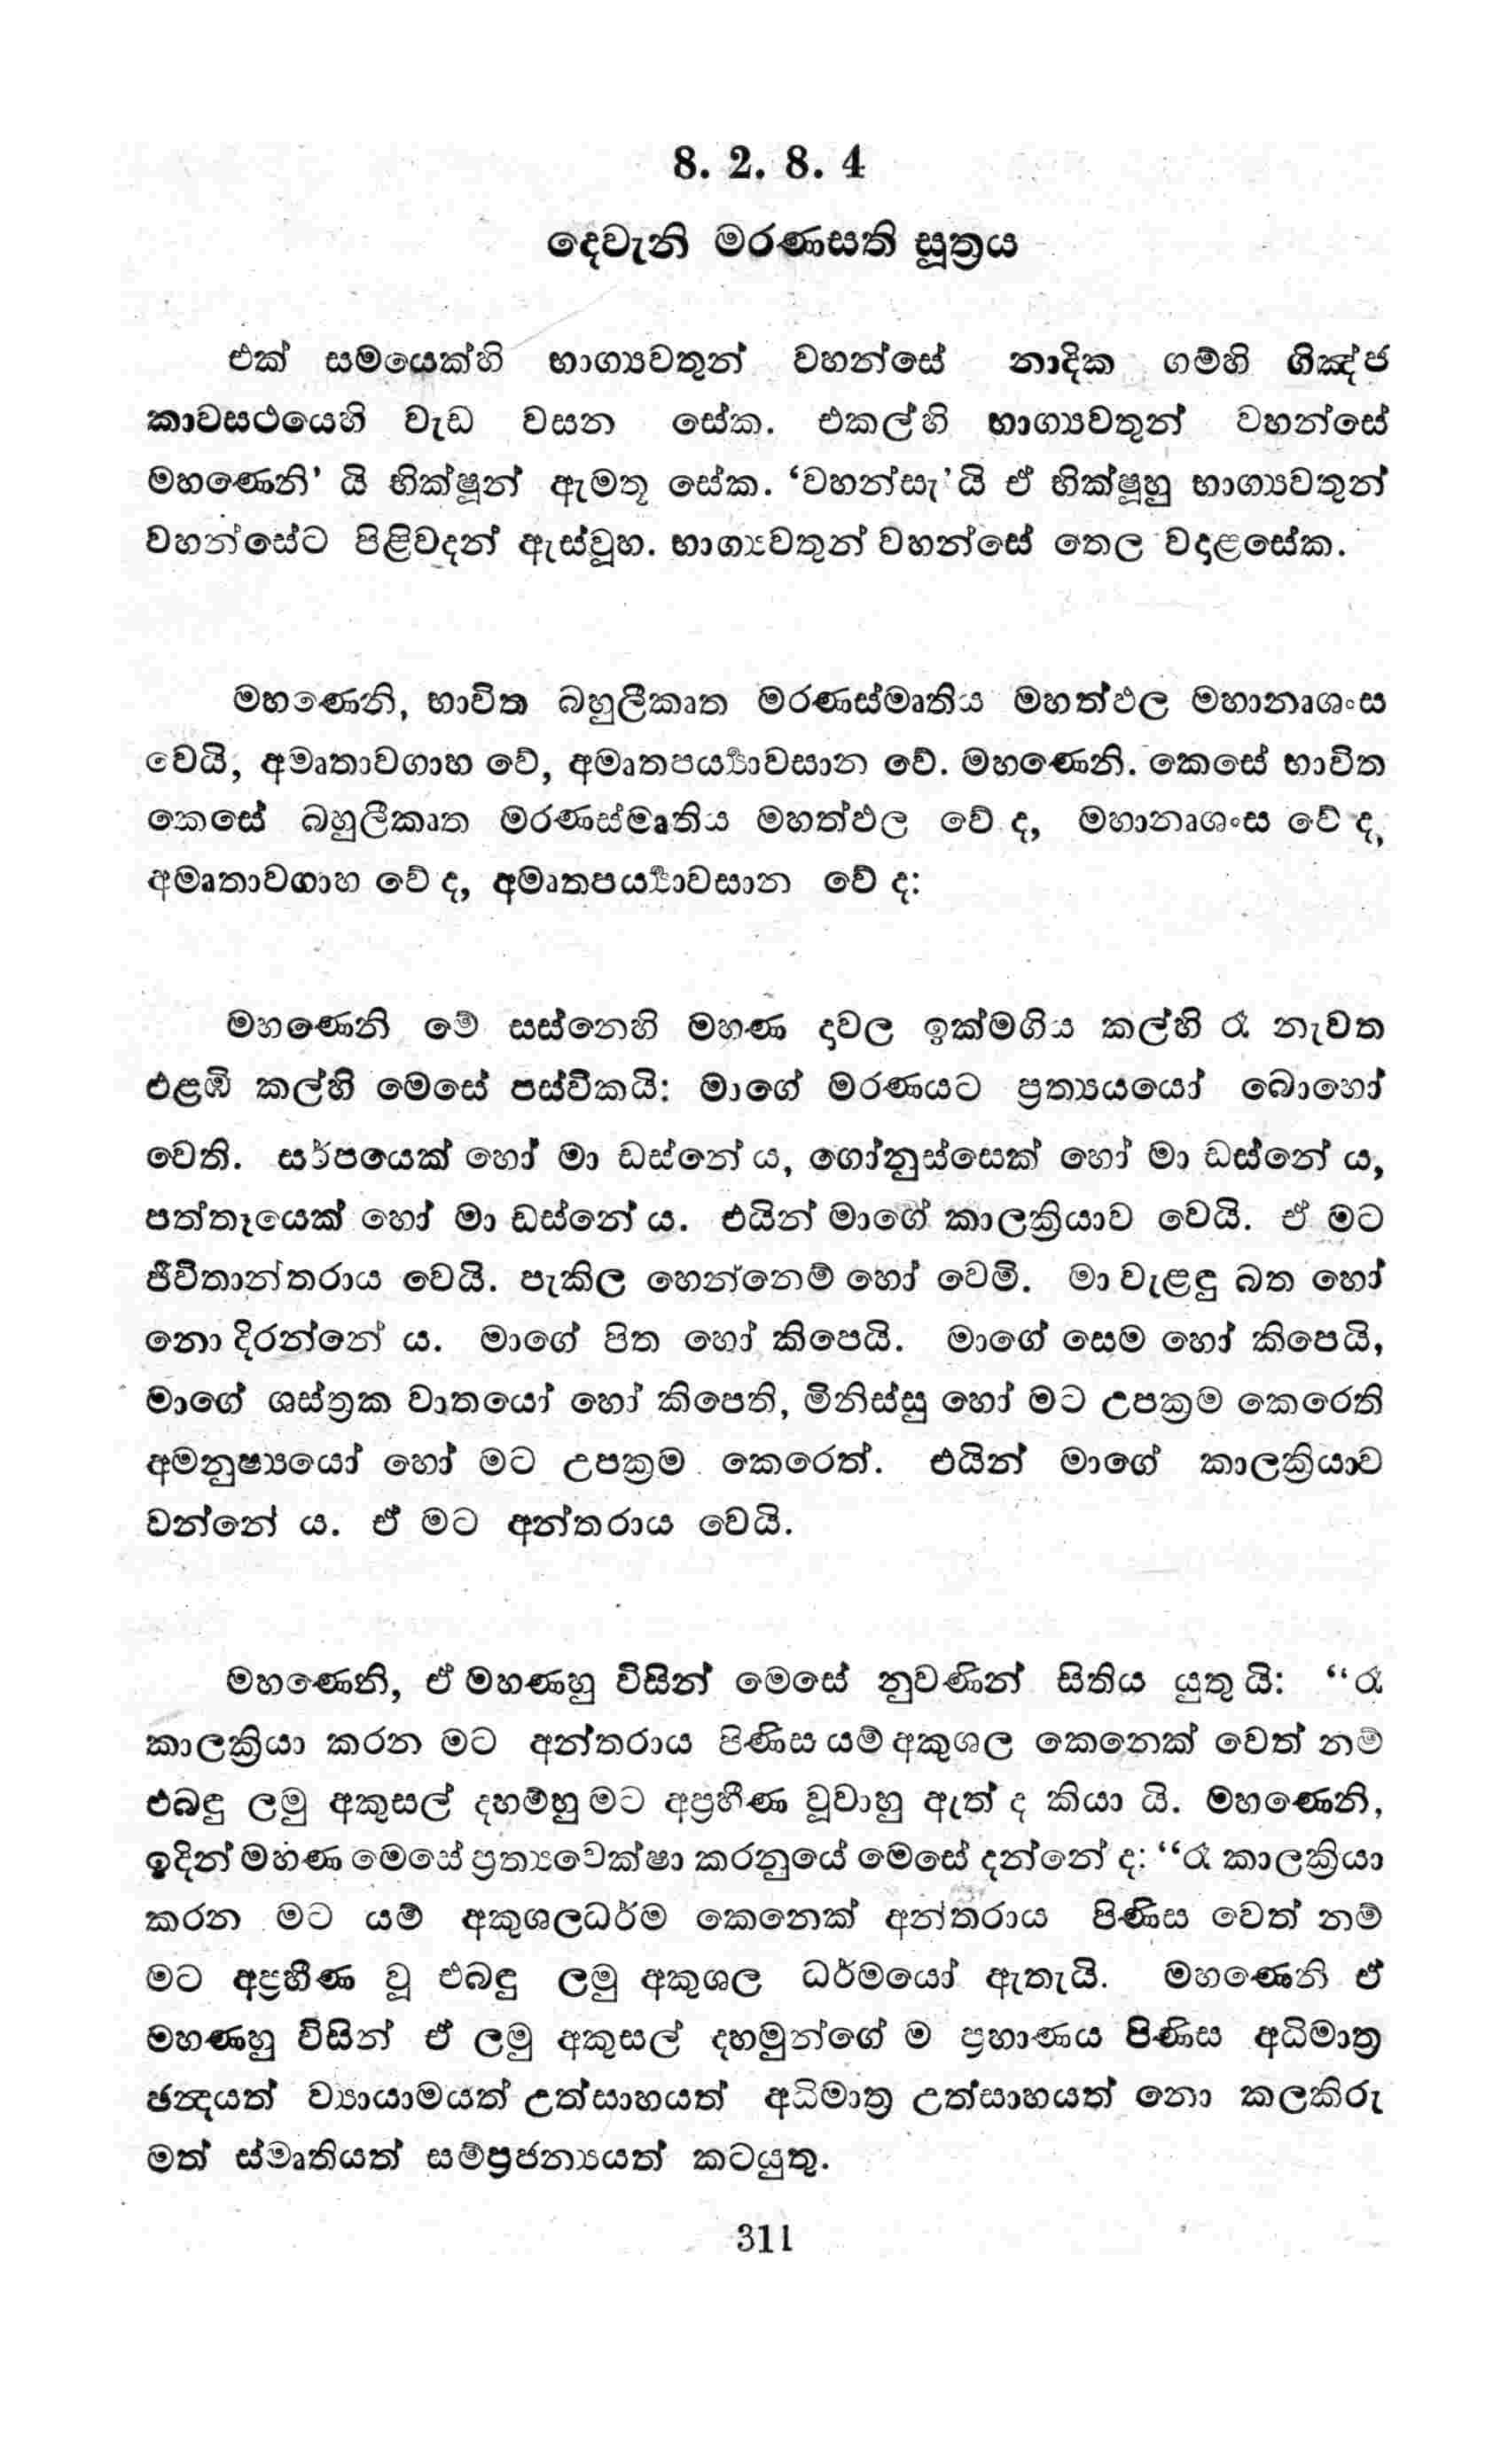 8. 2. 8. 4
දෙවැනි මරණසති සූත්‍රය
එක් සමයෙක්හි භාග්‍යවතුන් වහන්සේ නාදික ගම්හි ගිඤ්ජ
කාවසථයෙහි වැඩ වසන සේක. එකල්හි භාග්‍යවතුන් වහන්සේ
මහණෙනි’ යි භික්ෂූන් ඇමතූ සේක. ‘වහන්සැ’යි ඒ භික්ෂූහු භාග්‍යවතුන්
වහන්සේට පිළිවදන් ඇස්වූහ. භාග්‍යවතුන් වහන්සේ තෙල වදාළසේක.
මහණෙනි, භාවිත බහුලීකෘත මරණස්මෘතිය මහත්ඵල මහානෘශංස
වෙයි, අමෘතාවගාහ වේ, අමෘතපර්‍ය්‍යාවසාන වේ. මහණෙනි. කෙසේ භාවිත
කෙසේ බහුලීකෘත මරණස්මෘතිය මහත්ඵල වේ ද, මහානෘශංස වේ ද,
අමෘතාවගාහ වේ ද, අමෘතපර්‍ය්‍යාවසාන වේ ද:
මහණෙනි මේ සස්නෙහි මහණ දවල ඉක්මගිය කල්හි රෑ නැවත
එළඹි කල්හි මෙසේ පස්විකයි: මාගේ මරණයට ප්‍රත්‍යයයෝ බොහෝ
වෙති. සර්පයෙක් හෝ මා ඩස්නේ ය, ගෝනුස්සෙක් හෝ මා ඩස්නේ ය,
පත්තෑයෙක් හෝ මා ඩස්නේ ය. එයින් මාගේ කාලක්‍රියාව වෙයි. ඒ මට
ජීවිතාන්තරාය වෙයි. පැකිල හෙන්නෙම් හෝ වෙමි. මා වැළඳූ බත හෝ
නො දිරන්නේ ය. මාගේ පිත හෝ කිපෙයි. මාගේ සෙම හෝ කිපෙයි,
මාගේ ශස්ත්‍රක වාතයෝ හෝ කිපෙති, මිනිස්සු හෝ මට උපක්‍රම කෙරෙති
අමනුෂ්‍යයෝ හෝ මට උපක්‍රම කෙරෙත්. එයින් මාගේ කාලක්‍රියාව
වන්නේ ය. ඒ මට අන්තරාය වෙයි.
මහණෙනි, ඒ මහණහු විසින් මෙසේ නුවණින් සිතිය යුතු යි: “රෑ
කාලක්‍රියා කරන මට අන්තරාය පිණිස යම් අකුශල කෙනෙක් වෙත් නම්
එබඳු ලමු අකුසල් දහම්හු මට අප්‍රහීණ වූවාහු ඇත් ද කියා යි. මහණෙනි,
ඉදින් මහණ මෙසේ ප්‍රත්‍යවෙක්ෂා කරනුයේ මෙසේ දන්නේ ද: “රෑ කාලක්‍රියා
කරන මට යම් අකුශලධර්ම කෙනෙක් අන්තරාය පිණිස වෙත් නම්
මට අප්‍රහීණ වූ එබඳු ලමු අකුශල ධර්මයෝ ඇතැයි. මහණෙනි ඒ
මහණහු විසින් ඒ ලමු අකුසල් දහමුන්ගේ ම ප්‍රහාණය පිණිස අධිමාත්‍ර
ඡන්‍දයත් ව්‍යායාමයත් උත්සාහයත් අධිමාත්‍ර උත්සාහයත් නො කලකිරු
මත් ස්මෘතියත් සම්ප්‍රජන්‍යයත් කටයුතු.
311